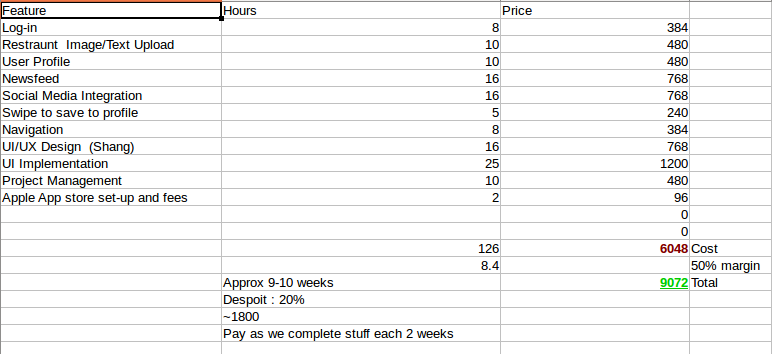 Feature Hours Price
Log-in 8 384
Restraunt  Image/Text Upload 10 480
User Profile 10 480
Newsfeed 16 768
Social Media Integration 16 768
Swipe to save to profile 5 240
Navigation 8 384
UI/UX Design  (Shang) 16 768
UI Implementation 25 1200
Project Management 10 480
Apple App store set-up and fees 2 96
0
0
126 6048 Cost
8.4 50% margin
Approx 9-10 weeks 9072 Total
Despoit : 20%
~1800
Pay as we complete stuff each 2 weeks